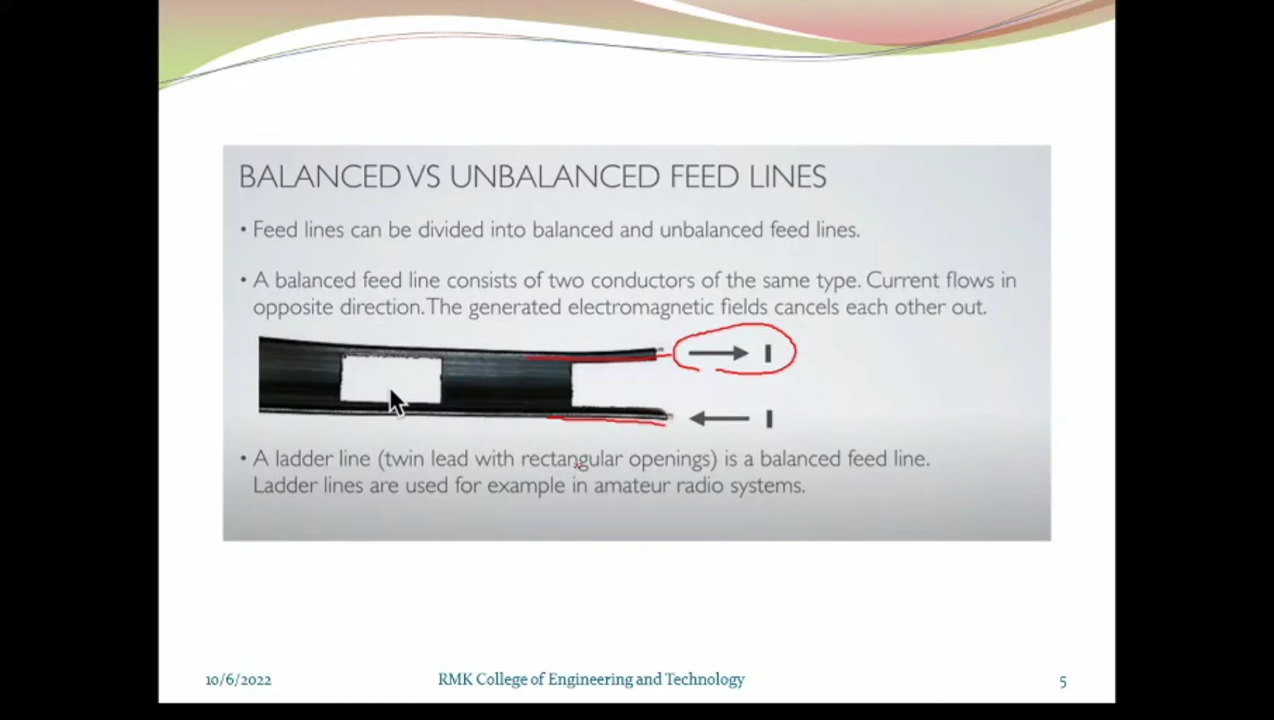 BALANCED VS UNBALANCED FEED LINES
• Feed lines can be divided into balanced and unbalanced feed lines.
• A balanced feed line consists of two conductors of the same type. Current flows in
opposite direction. The generated electromagnetic fields cancels each other out.
I
I
• A ladder line (twin lead with rectangular openings) is a balanced feed line.
Ladder lines are used for example in amateur radio systems.
10/6/2022
RMK College of Engineering and Technology
5